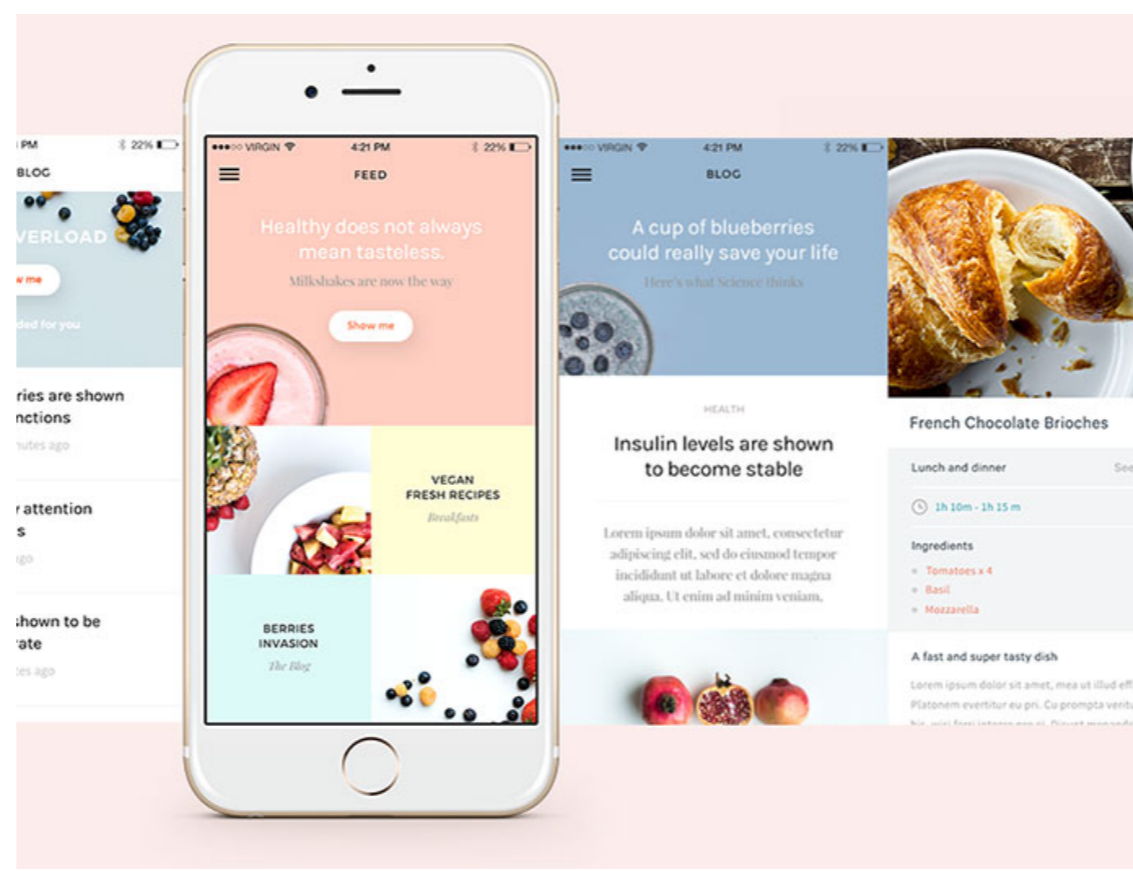 PM
22%
BLOG
VERLOAD
w me
ded for you
ries are shown
nctions
nutes ago
attention
s
ago
shown to be
rate
tes ago
VIRGIN
4:21 PM
22%
FEED
Healthy does not always
mean tasteless.
Milkshakes are now the way
Show me
VEGAN
FRESH RECIPES
Breakfasts
BERRIES
INVASION
The Blog
VIRGIN
4:21 PM
22%
BLOG
A cup of blueberries
could really save your life
Here's what Science thinks
HEALTH
Insulin levels are shown
to become stable
Lorem ipsum dolor sit amet, consectetur
adipiscing elit, sed do eiusmod tempor
incididunt ut labore et dolore magna
aliqua. Ut enim ad minim veniam,
French Chocolate Brioches
Lunch and dinner
See
1h 10m - 1h 15 m
Ingredients
Tomatoes x 4
Basil
Mozzarella
A fast and super tasty dish
Lorem ipsum dolor sit amet, mea ut illud eff
Platonem evertitur eu pri. Cu prompta veritu